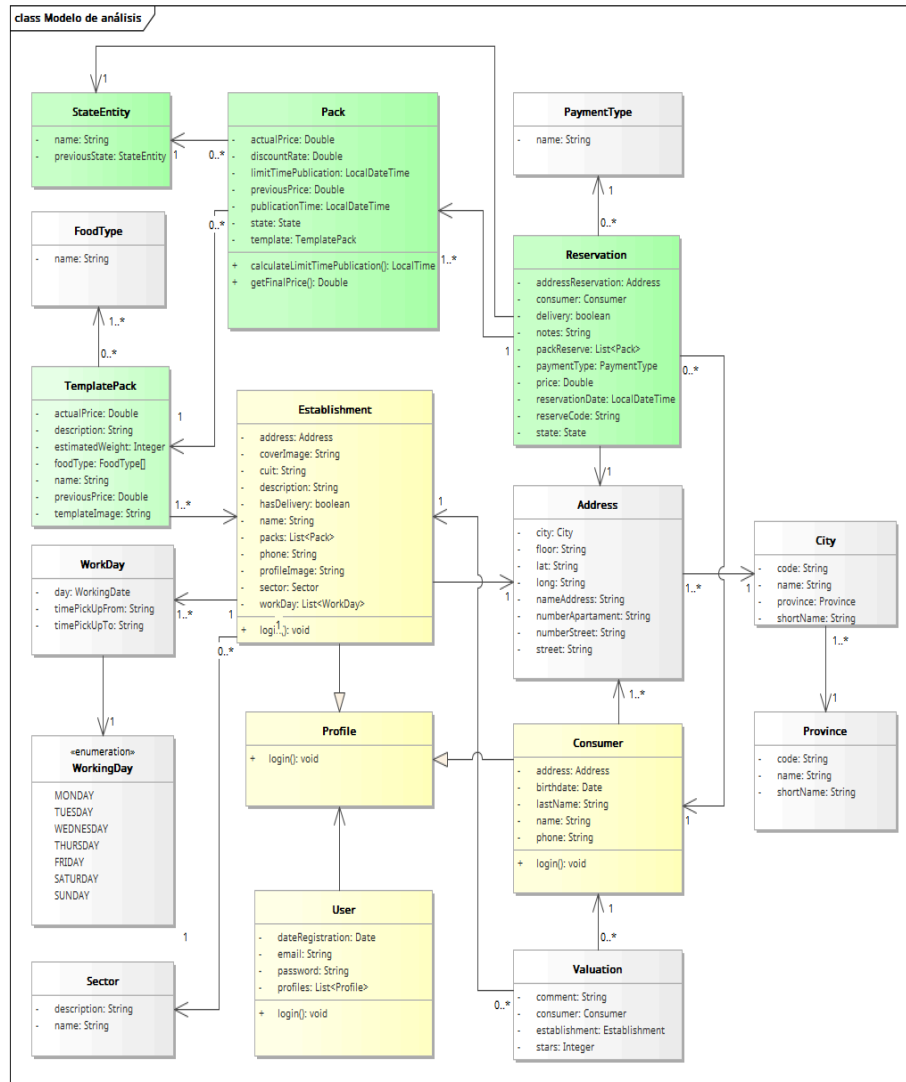 class Modelo de análisis
1
StateEntity
- name: String
- previousState: StateEntity
1
0..*
Pack
- actualPrice: Double
- discountRate: Double
- limitTimePublication: LocalDateTime
- previousPrice: Double
- publicationTime: LocalDateTime
- state: State
- template: TemplatePack
+ calculateLimitTimePublication(): LocalTime
+ getFinalPrice(): Double
0..*
1..*
PaymentType
- name: String
1
0..*
FoodType
- name: String
1..*
0..*
Reservation
- addressReservation: Address
- consumer: Consumer
- delivery: boolean
- notes: String
- packReserve: List<Pack>
- paymentType: PaymentType
- price: Double
- reservationDate: LocalDateTime
- reserveCode: String
- state: State
1
0..*
1
TemplatePack
- actualPrice: Double
- description: String
- estimatedWeight: Integer
- foodType: FoodType[]
- name: String
- previousPrice: Double
- templateImage: String
1
1..*
Establishment
- address: Address
- coverImage: String
- cuit: String
- description: String
- hasDelivery: boolean
- name: String
- packs: List<Pack>
- phone: String
- profileImage: String
- sector: Sector
- workDay: List<WorkDay>
1
1
1
0..*
1
Address
- city: City
- floor: String
- lat: String
- long: String
- nameAddress: String
- numberApartament: String
- numberStreet: String
- street: String
1..*
1
City
- code: String
- name: String
- province: Province
- shortName: String
1..*
1
WorkDay
- day: WorkingDate
- timePickUpFrom: String
- timePickUpTo: String
1..*
1
«enumeration»
WorkingDay
MONDAY
TUESDAY
WEDNESDAY
THURSDAY
FRIDAY
SATURDAY
SUNDAY
Profile
+ login(): void
1..*
Consumer
- address: Address
- birthdate: Date
- lastName: String
- name: String
- phone: String
+ login(): void
1
1
0..*
Province
- code: String
- name: String
- shortName: String
User
- dateRegistration: Date
- email: String
- password: String
- profiles: List<Profile>
+ login(): void
1
Sector
- description: String
- name: String
0..*
Valuation
- comment: String
- consumer: Consumer
- establishment: Establishment
- stars: Integer